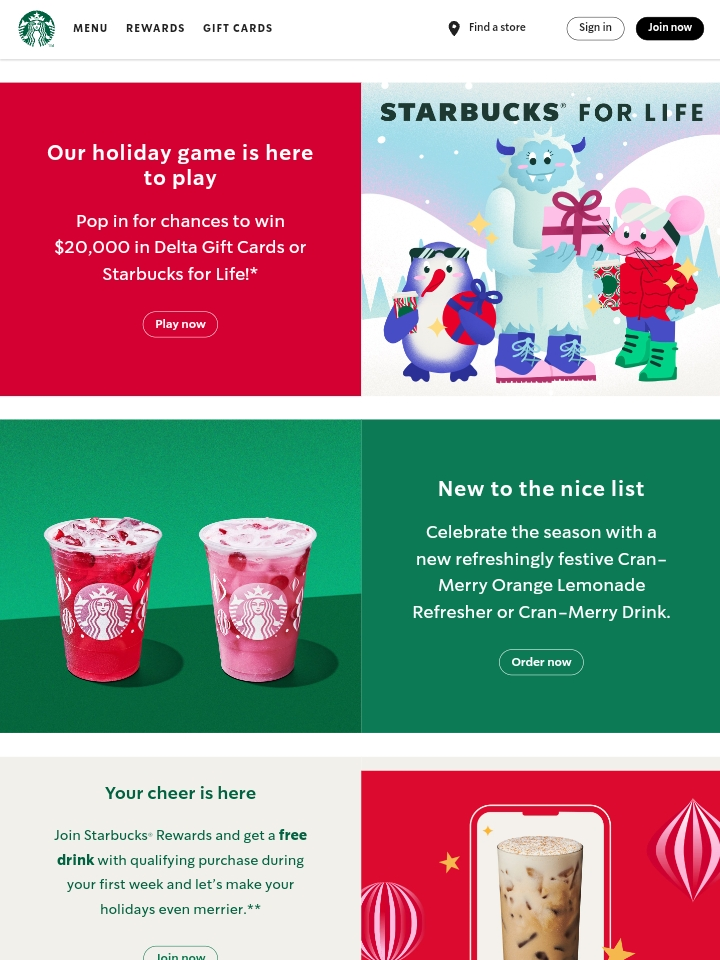 MENU REWARDS GIFT CARDS Find a store Sign in Join now
STARBUCKS® FOR LIFE
Our holiday game is here
to play
Pop in for chances to win
$20,000 in Delta Gift Cards or
Starbucks for Life!*
Play now
New to the nice list
Celebrate the season with a
new refreshingly festive Cran-
Merry Orange Lemonade
Refresher or Cran-Merry Drink.
Order now
Your cheer is here
Join Starbucks® Rewards and get a free
drink with qualifying purchase during
your first week and let's make your
holidays even merrier.**
Join now